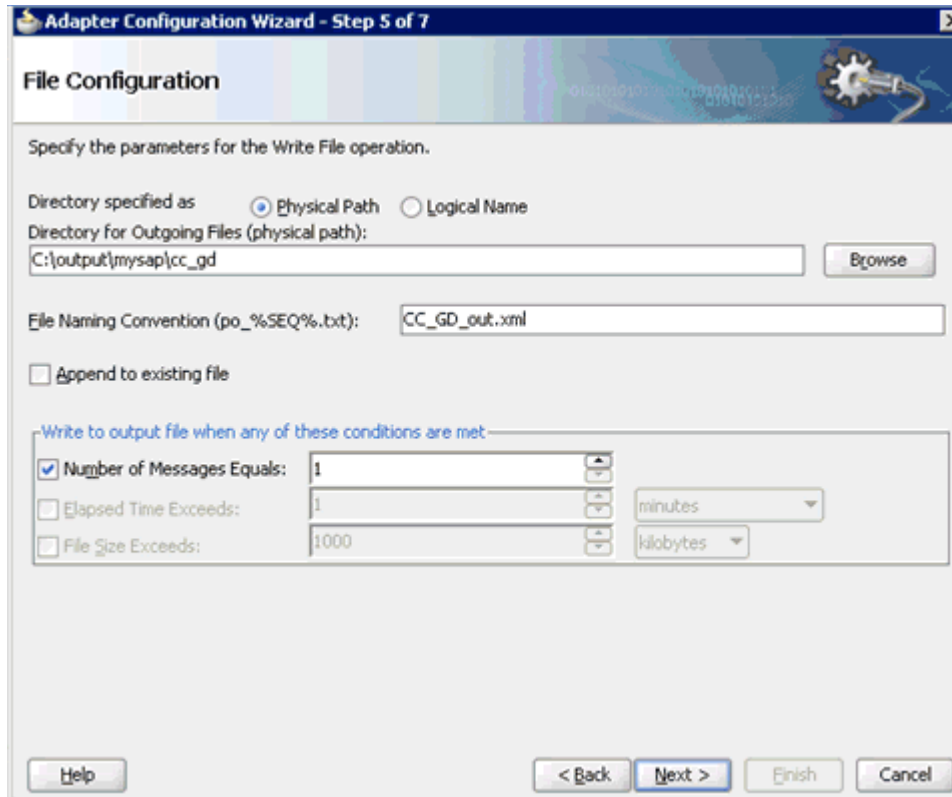 Adapter Configuration Wizard - Step 5 of 7
File Configuration
Specify the parameters for the Write File operation.
Directory specified as Physical Path Logical Name
Directory for Outgoing Files (physical path):
C:\output\mysap\cc_gd Browse
File Naming Convention (po_%SEQ%.txt): CC_GD_out.xml
Append to existing file
Write to output file when any of these conditions are met
Number of Messages Equals: 1
Elapsed Time Exceeds: 1 minutes
File Size Exceeds: 1000 kilobytes
Help < Back Next > Finish Cancel